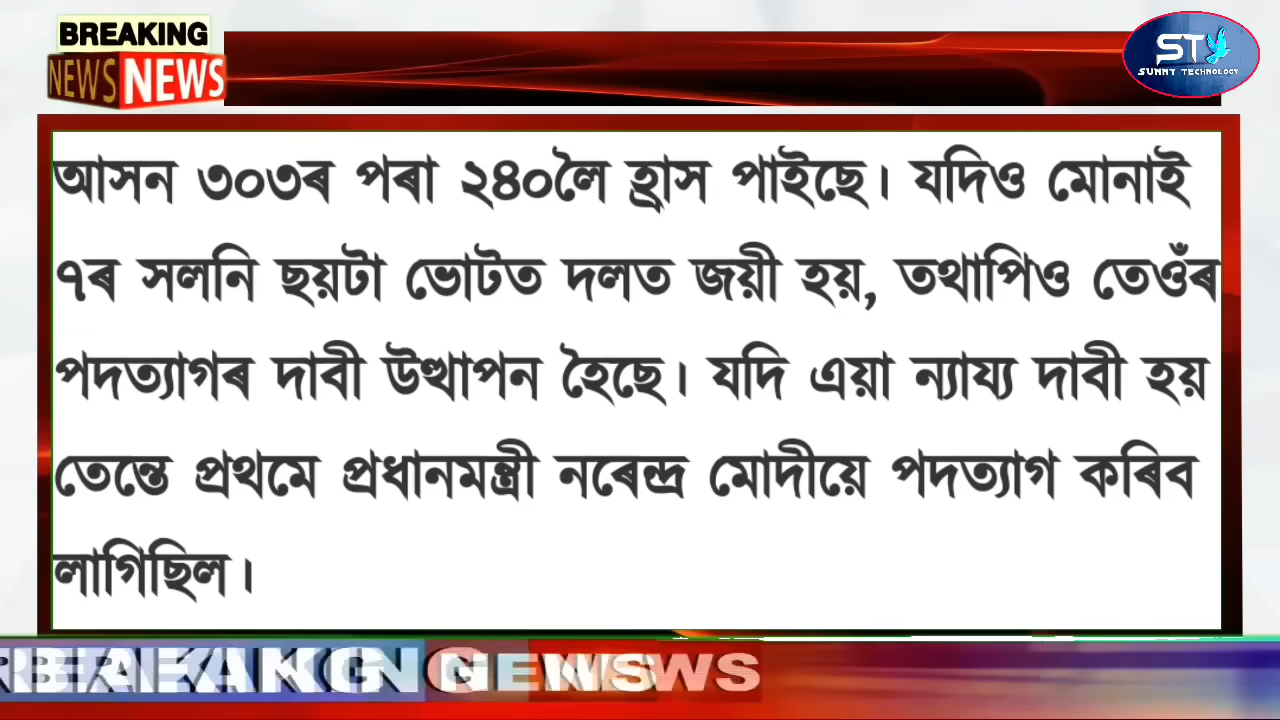 BREAKING
NEWS NEWS
ST
SUNNY TECHNOLOGY
আসন ৩০৩ৰ পৰা ২৪০লৈ হ্ৰাস পাইছে। যদিও মোনাই
৭ৰ সলনি ছয়টা ভোটত দলত জয়ী হয়, তথাপিও তেওঁৰ
পদত্যাগৰ দাবী উত্থাপন হৈছে। যদি এয়া ন্যায্য দাবী হয়
তেন্তে প্ৰথমে প্ৰধানমন্ত্ৰী নৰেন্দ্ৰ মোদীয়ে পদত্যাগ কৰিব
লাগিছিল।